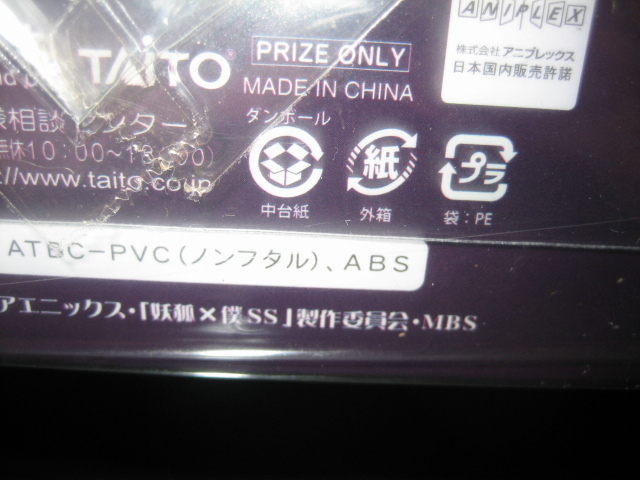 ANIPLEX
株式会社 アニプレックス
日本国内販売許諾
TAITO®
PRIZE ONLY
MADE IN CHINA
相談センター
休10:00~18:00)
://www.taito.co.jp
ダンボール
中台紙
紙
外箱
プラ
袋:PE
ATBC-PVC(ノンフタル)、ABS
アエニックス・「妖狐×僕SS」製作委員会・MBS